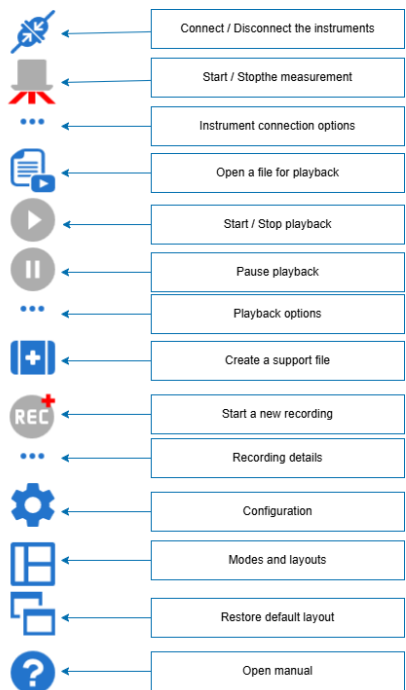 Connect / Disconnect the instruments
Start / Stopthe measurement
Instrument connection options
Open a file for playback
Start / Stop playback
Pause playback
Playback options
Create a support file
REC
Start a new recording
Recording details
Configuration
Modes and layouts
Restore default layout
?
Open manual